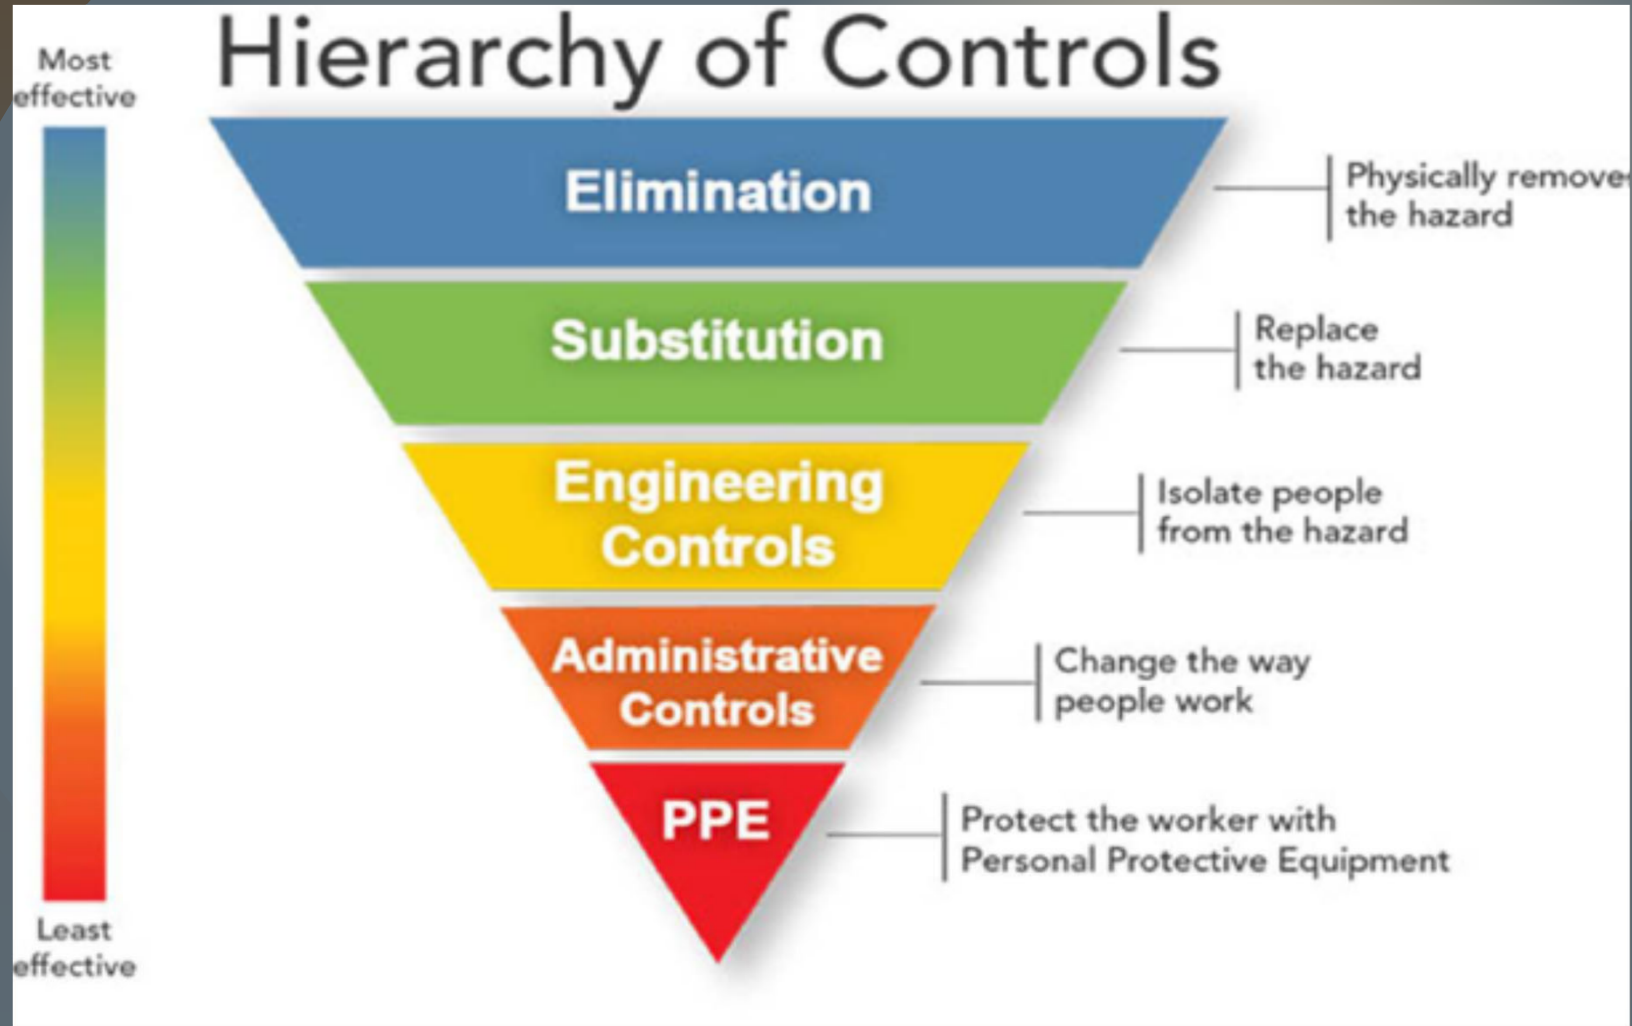 Hierarchy of Controls
Most
effective
Elimination
Physically remove
the hazard
Substitution
Replace
the hazard
Engineering
Controls
Isolate people
from the hazard
Administrative
Controls
Change the way
people work
PPE
Protect the worker with
Personal Protective Equipment
Least
effective